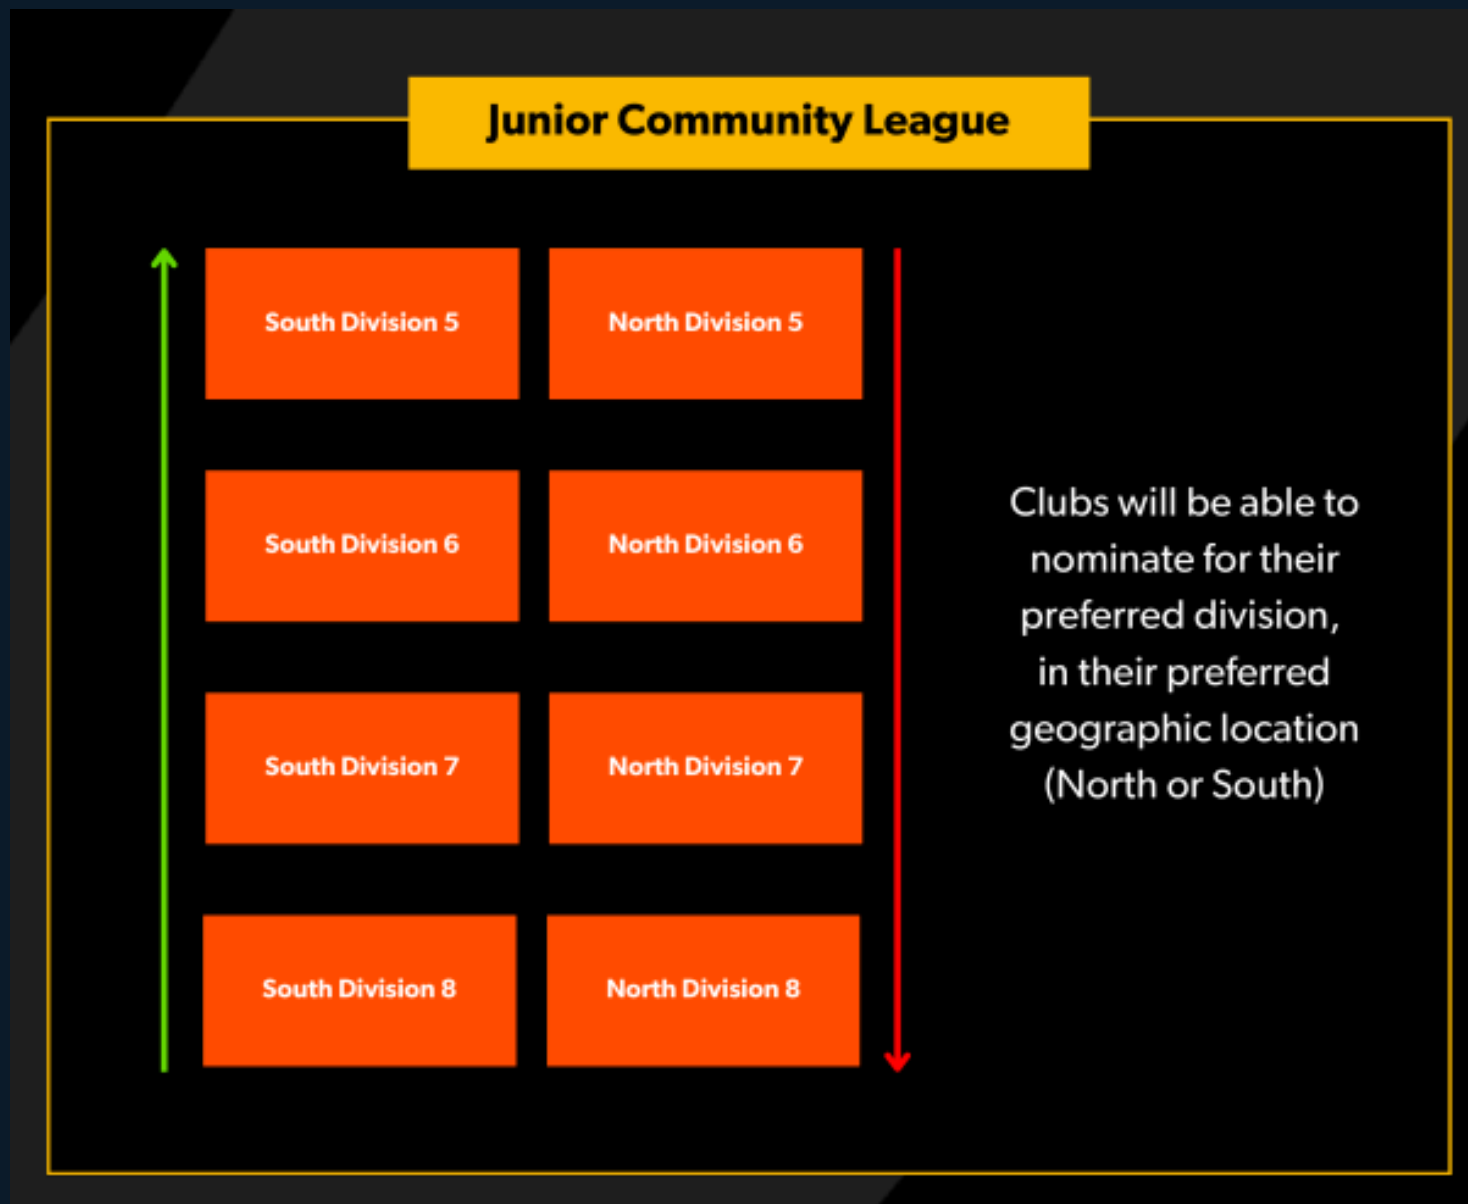 Junior Community League
South Division 5
North Division 5
South Division 6
North Division 6
South Division 7
North Division 7
South Division 8
North Division 8
Clubs will be able to
nominate for their
preferred division,
in their preferred
geographic location
(North or South)